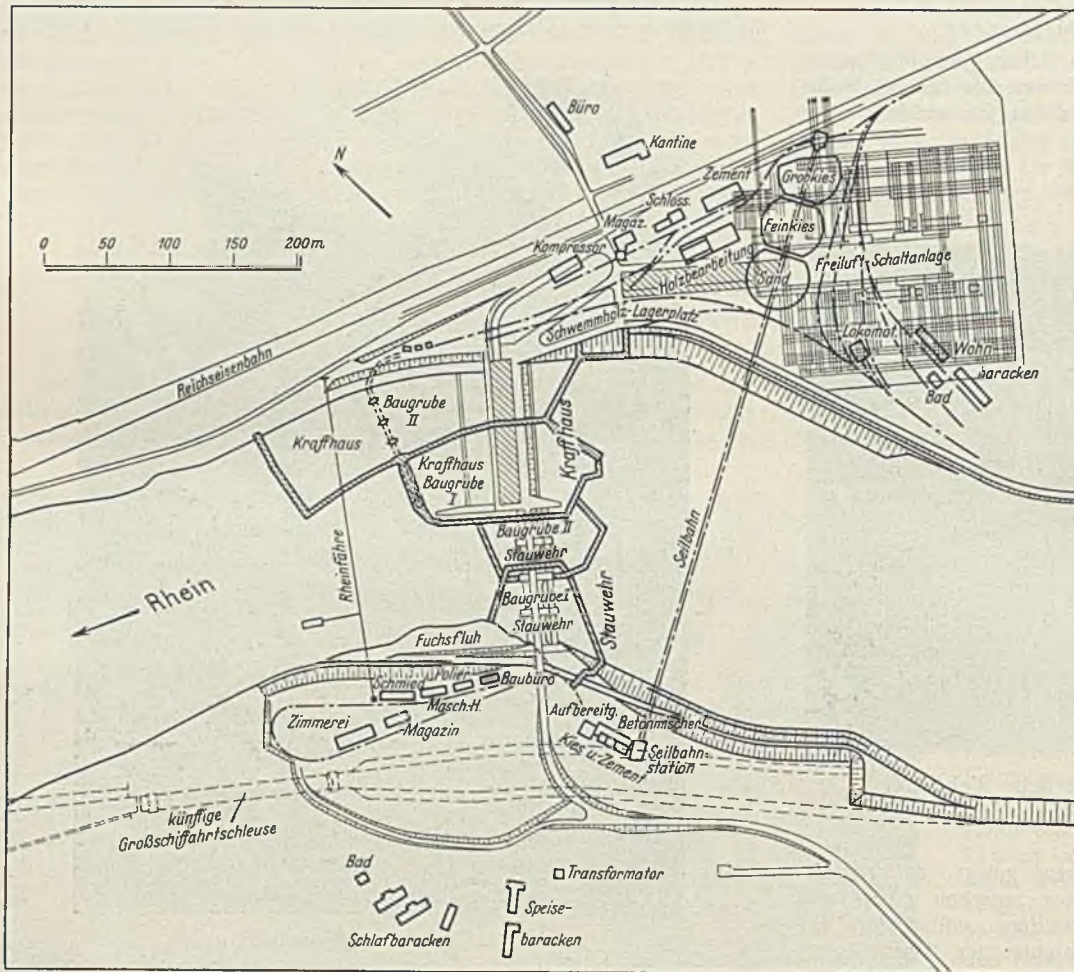 Büro
Kantine
N
Zement
Grobkies
Schloss.
Magaz.
Feinkies
Kompressor
Holzbearbeitung
Freiluft-Schaltanlage
Sand
0 50 100 150 200m
Schwemmholz-Lagerplatz
Lokomot.
Wohn-
baracken
Bad
Reichseisenbahn
Baugrube
II
Krafthaus
Krafthaus
Baugrube
I
Krafthaus
Baugrube II
Stauwehr
Seilbahn
Rheinfähre
Rhein
Baugrube I
Stauwehr
Stauwehr
Fuchsfluh
Schmied
Polier
Baubüro
Masch.-H.
Zimmerei
Magazin
Aufbereitg.
Betonmischer
Kies u. Zement
Seilbahn-
station
künftige
Großschiffahrtschleuse
Bad
Transformator
Speise-
baracken
Schlafbaracken